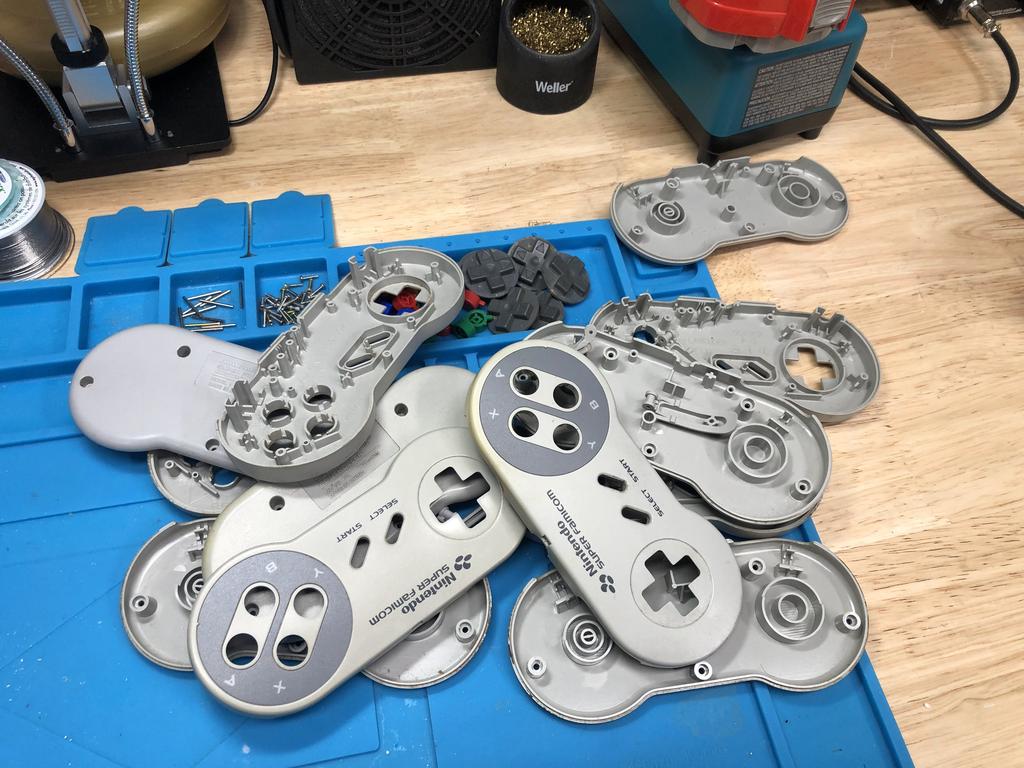 Weller
A
B
X
Y
SELECT START
Nintendo
SUPER FAMICOM
SELECT START
Nintendo
SUPER FAMICOM
Y
B
X
A